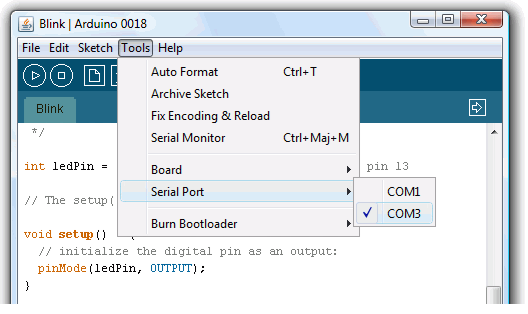 Blink | Arduino 0018
File Edit Sketch Tools Help
Auto Format Ctrl+T
Archive Sketch
Fix Encoding & Reload
Serial Monitor Ctrl+Maj+M
Board
Serial Port
Burn Bootloader
COM1
✓ COM3
Blink
*/
int ledPin = pin 13
// The setup(
void setup()
// initialize the digital pin as an output:
pinMode(ledPin, OUTPUT);
}